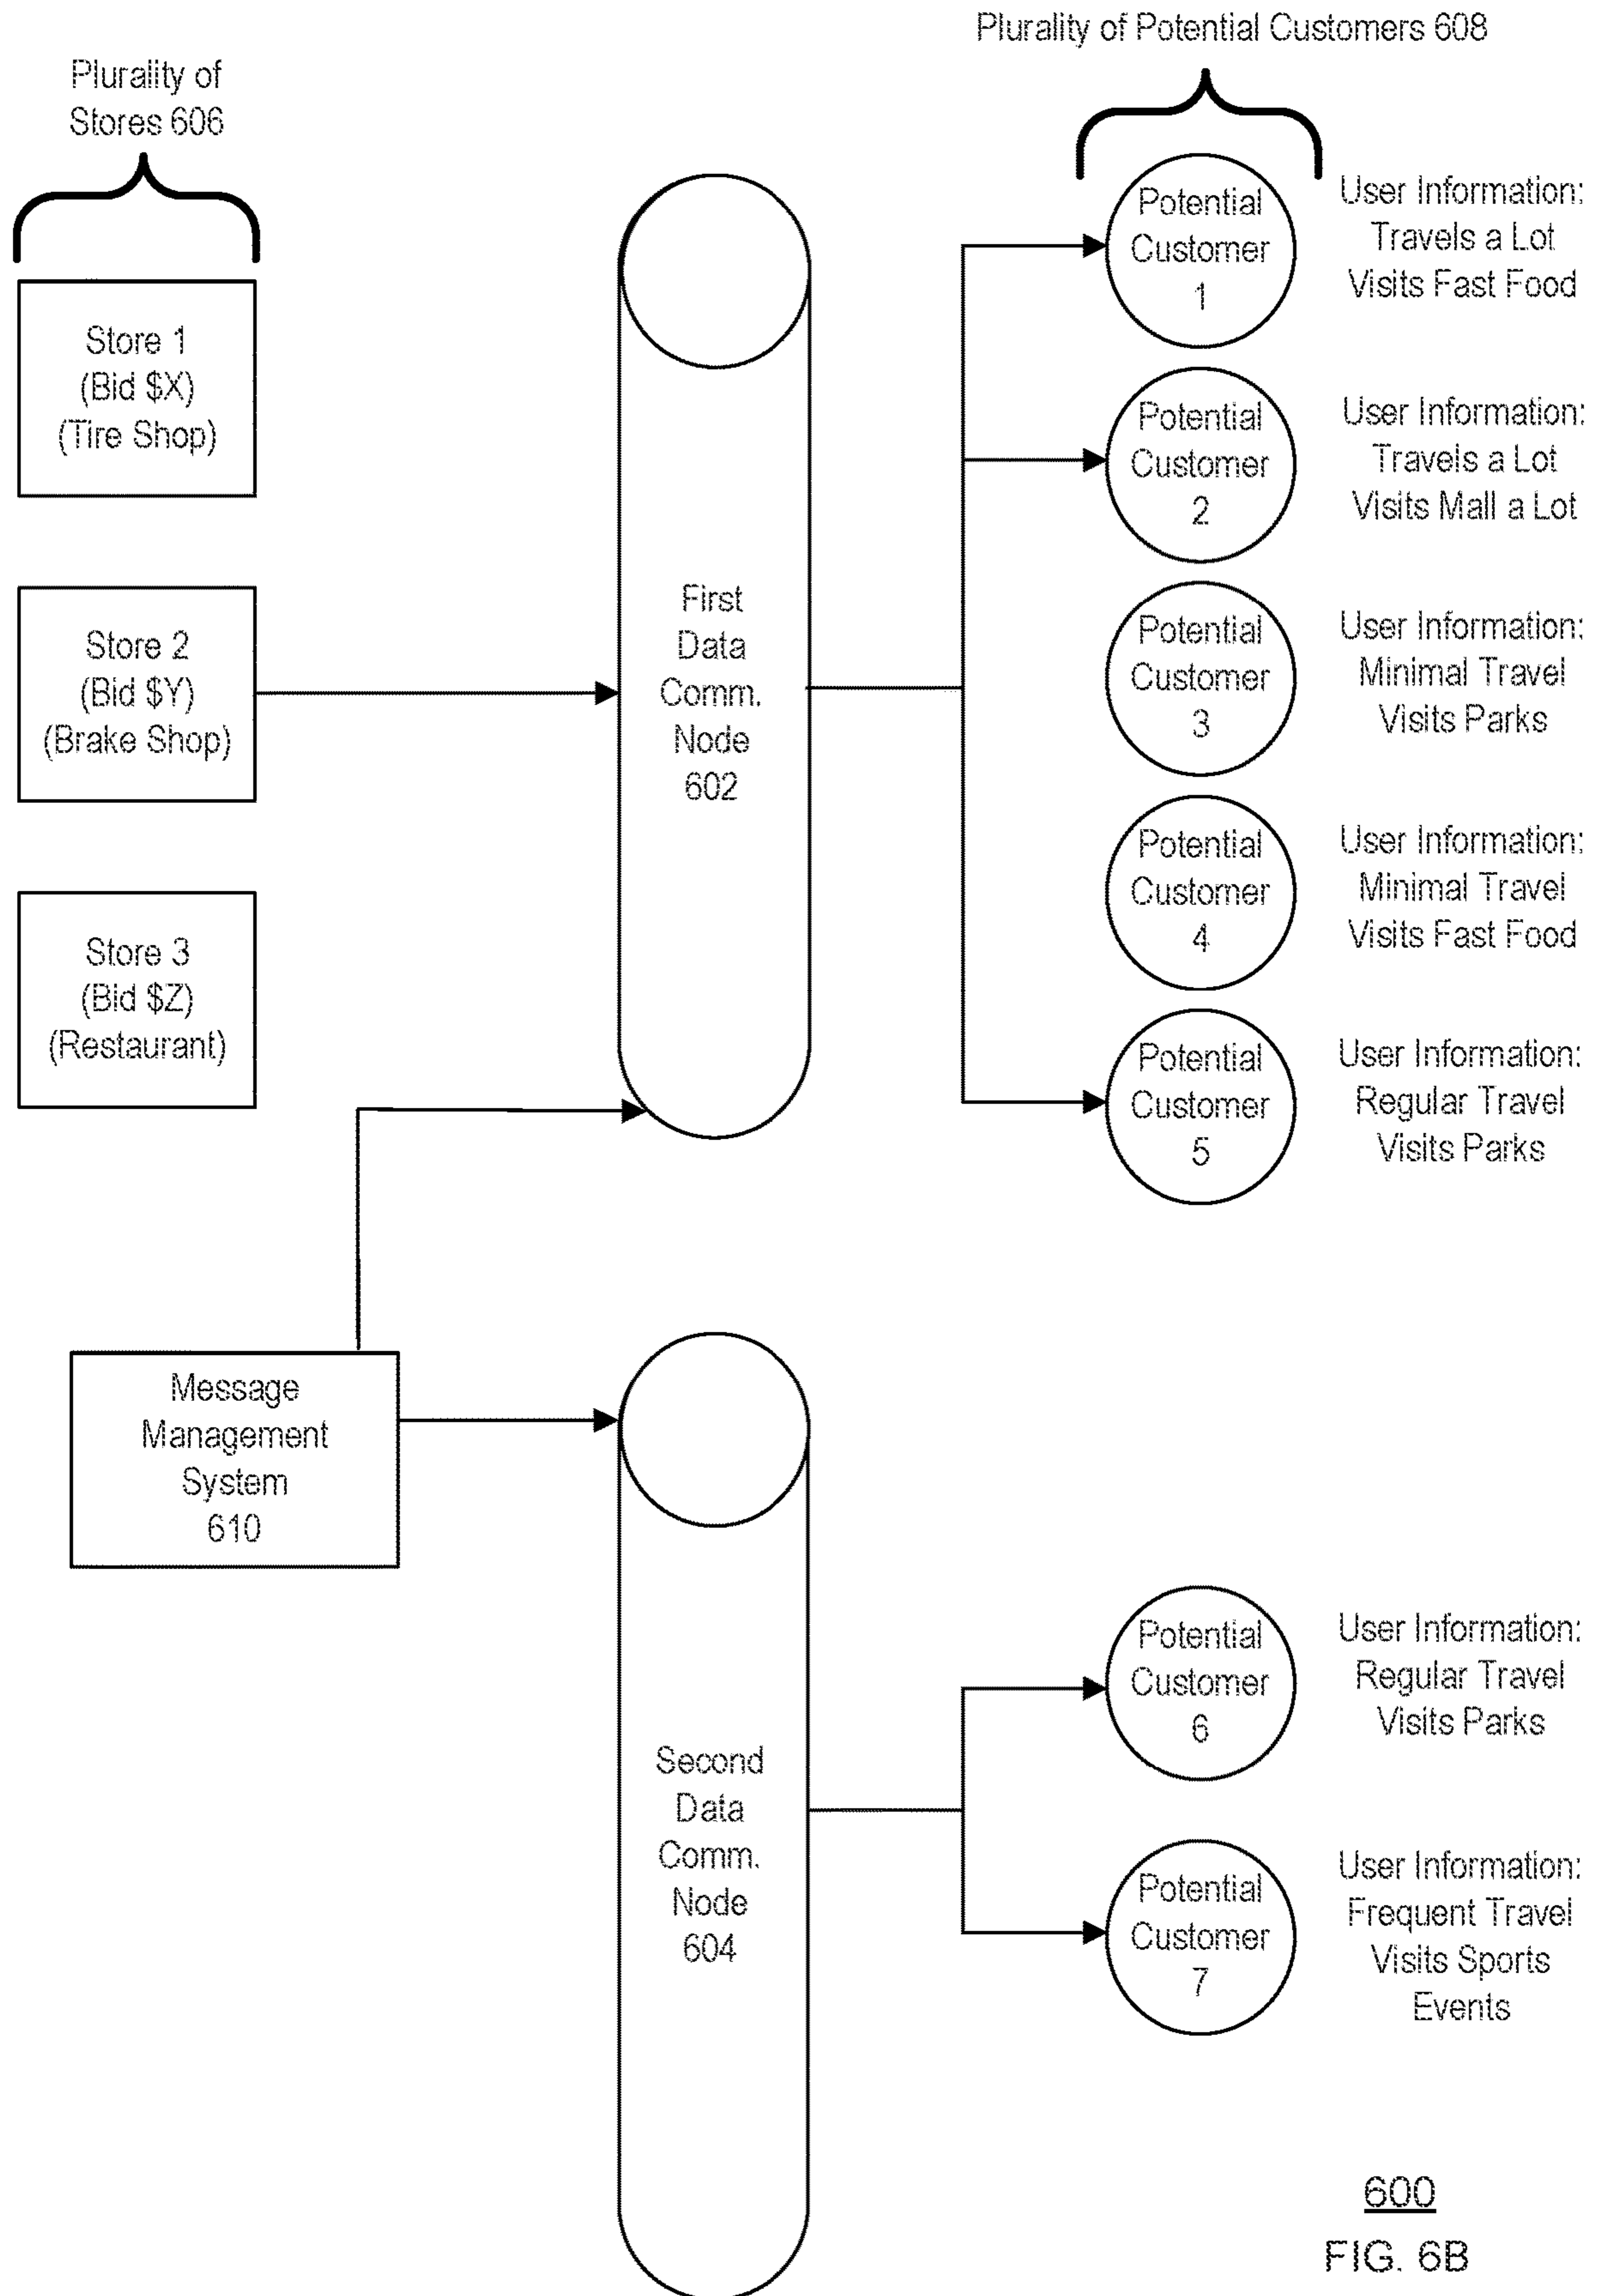 Plurality of Potential Customers 608
Plurality of
Stores 606
Store 1
(Bid $X)
(Tire Shop)
Store 2
(Bid $Y)
(Brake Shop)
Store 3
(Bid $Z)
(Restaurant)
Message
Management
System
610
First
Data
Comm.
Node
602
Second
Data
Comm.
Node
604
Potential
Customer
1
User Information:
Travels a Lot
Visits Fast Food
Potential
Customer
2
User Information:
Travels a Lot
Visits Mall a Lot
Potential
Customer
3
User Information:
Minimal Travel
Visits Parks
Potential
Customer
4
User Information:
Minimal Travel
Visits Fast Food
Potential
Customer
5
User Information:
Regular Travel
Visits Parks
Potential
Customer
6
User Information:
Regular Travel
Visits Parks
Potential
Customer
7
User Information:
Frequent Travel
Visits Sports
Events
600
FIG. 6B